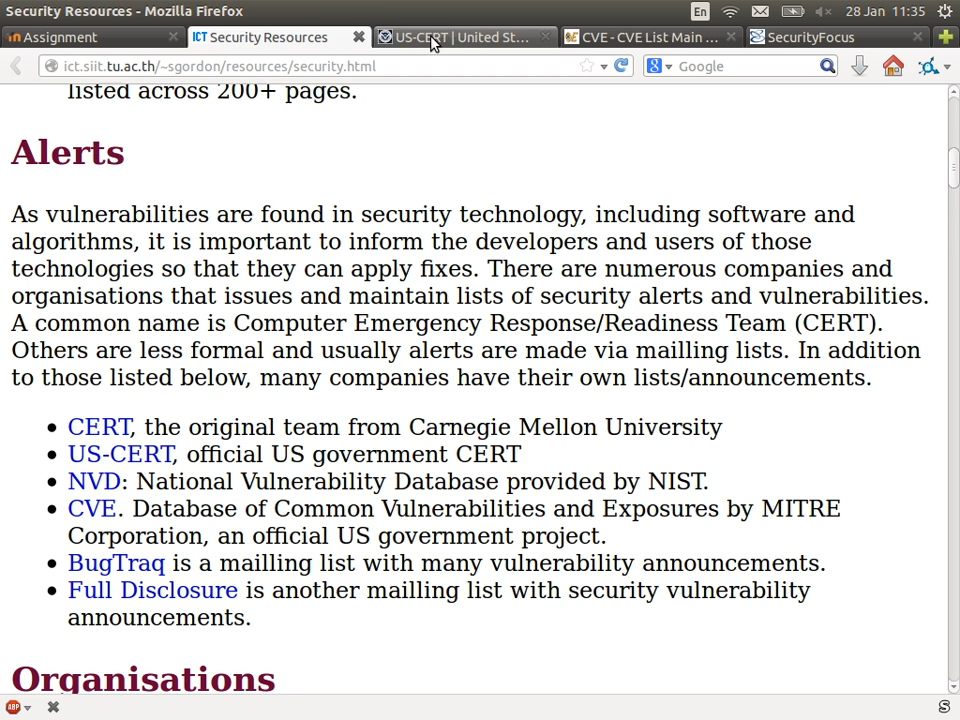 Security Resources - Mozilla Firefox
En
28 Jan 11:35
Assignment
ICT Security Resources
US-CERT | United St...
CVE - CVE List Main ...
SecurityFocus
ict.siit.tu.ac.th/~sgordon/resources/security.html
Google
listed across 200+ pages.
Alerts
As vulnerabilities are found in security technology, including software and
algorithms, it is important to inform the developers and users of those
technologies so that they can apply fixes. There are numerous companies and
organisations that issues and maintain lists of security alerts and vulnerabilities.
A common name is Computer Emergency Response/Readiness Team (CERT).
Others are less formal and usually alerts are made via mailling lists. In addition
to those listed below, many companies have their own lists/announcements.
• CERT, the original team from Carnegie Mellon University
• US-CERT, official US government CERT
• NVD: National Vulnerability Database provided by NIST.
• CVE. Database of Common Vulnerabilities and Exposures by MITRE
Corporation, an official US government project.
• BugTraq is a mailling list with many vulnerability announcements.
• Full Disclosure is another mailling list with security vulnerability
announcements.
Organisations
ABP
S